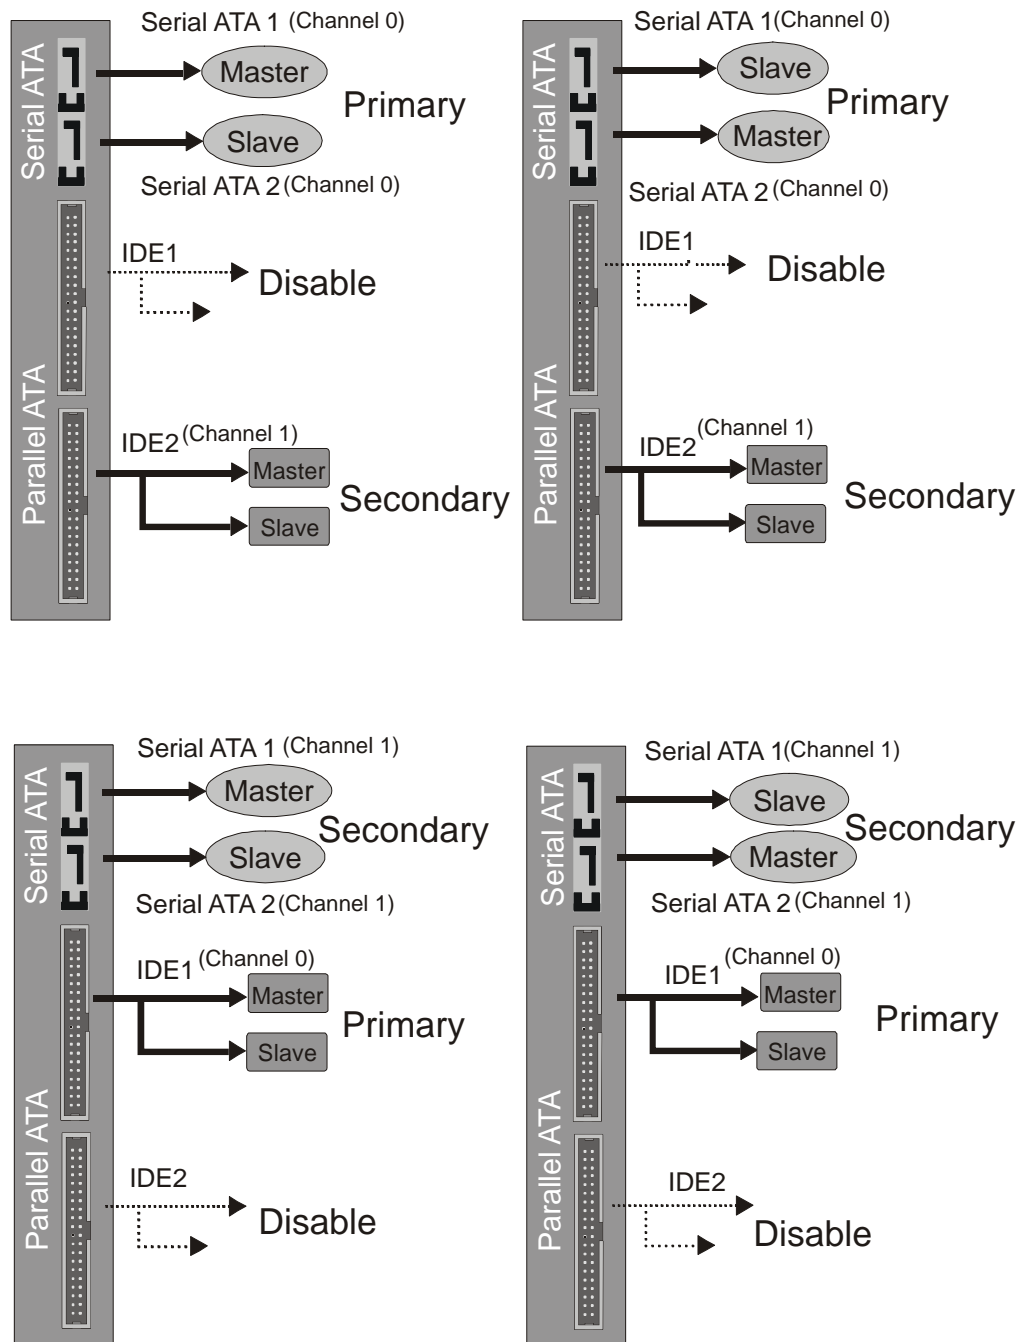 Serial ATA 1 (Channel 0)
Serial ATA
Master
Primary
Slave
Serial ATA 2 (Channel 0)
IDE1
Disable
Parallel ATA
IDE2 (Channel 1)
Master
Secondary
Slave
Serial ATA 1 (Channel 0)
Serial ATA
Slave
Primary
Master
Serial ATA 2 (Channel 0)
IDE1
Disable
Parallel ATA
IDE2 (Channel 1)
Master
Secondary
Slave
Serial ATA 1 (Channel 1)
Serial ATA
Master
Secondary
Slave
Serial ATA 2 (Channel 1)
IDE1 (Channel 0)
Master
Primary
Slave
Parallel ATA
IDE2
Disable
Serial ATA 1 (Channel 1)
Serial ATA
Slave
Secondary
Master
Serial ATA 2 (Channel 1)
IDE1 (Channel 0)
Master
Primary
Slave
Parallel ATA
IDE2
Disable